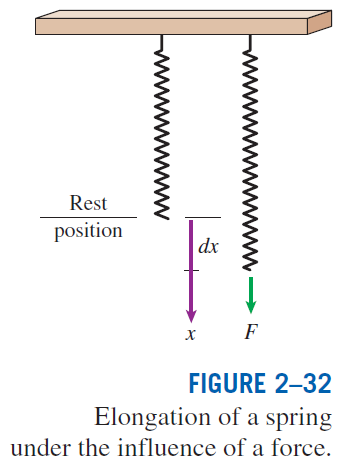 Rest
position
dx
x
F
FIGURE 2–32
Elongation of a spring
under the influence of a force.